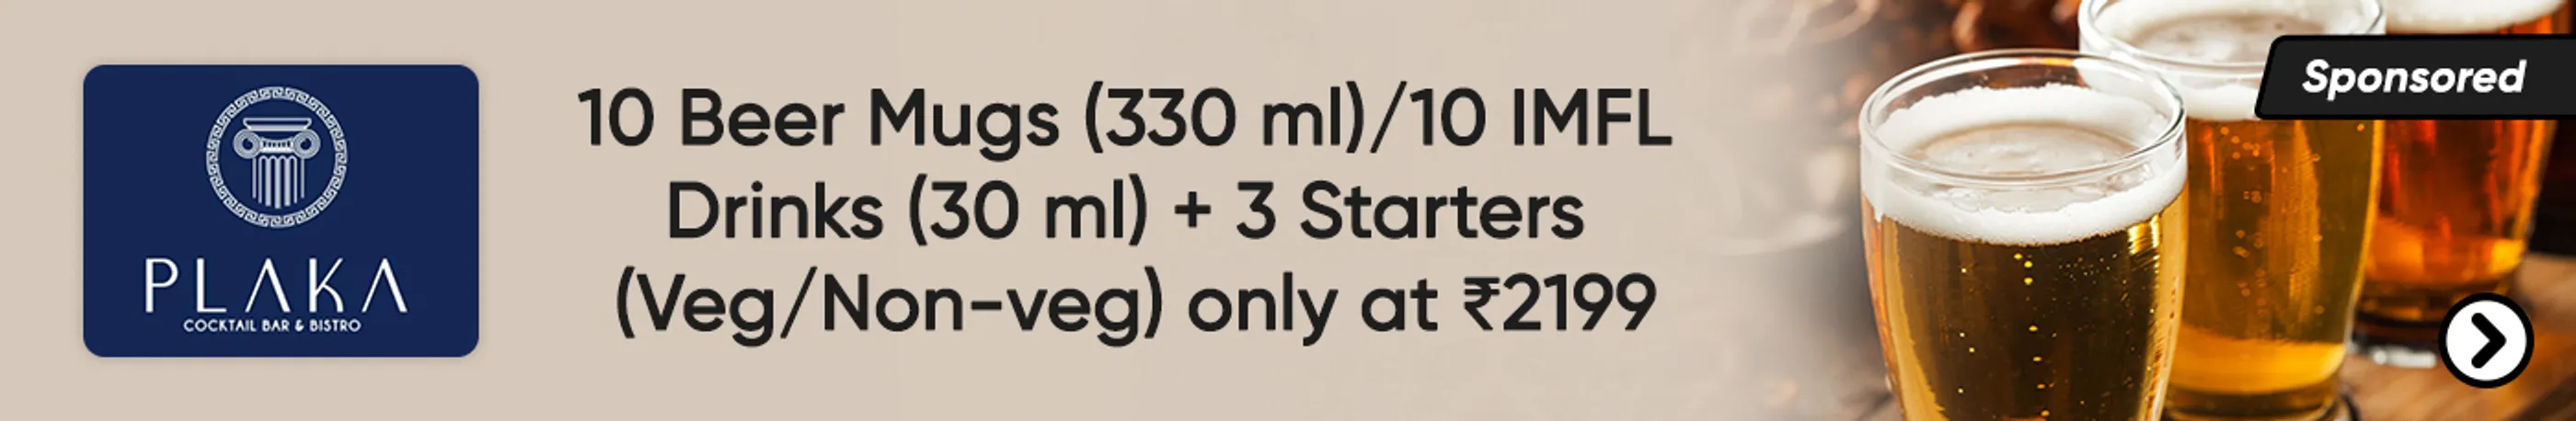 PLAKA
COCKTAIL BAR & BISTRO
10 Beer Mugs (330 ml)/10 IMFL
Drinks (30 ml) + 3 Starters
(Veg/Non-veg) only at ₹2199
Sponsored